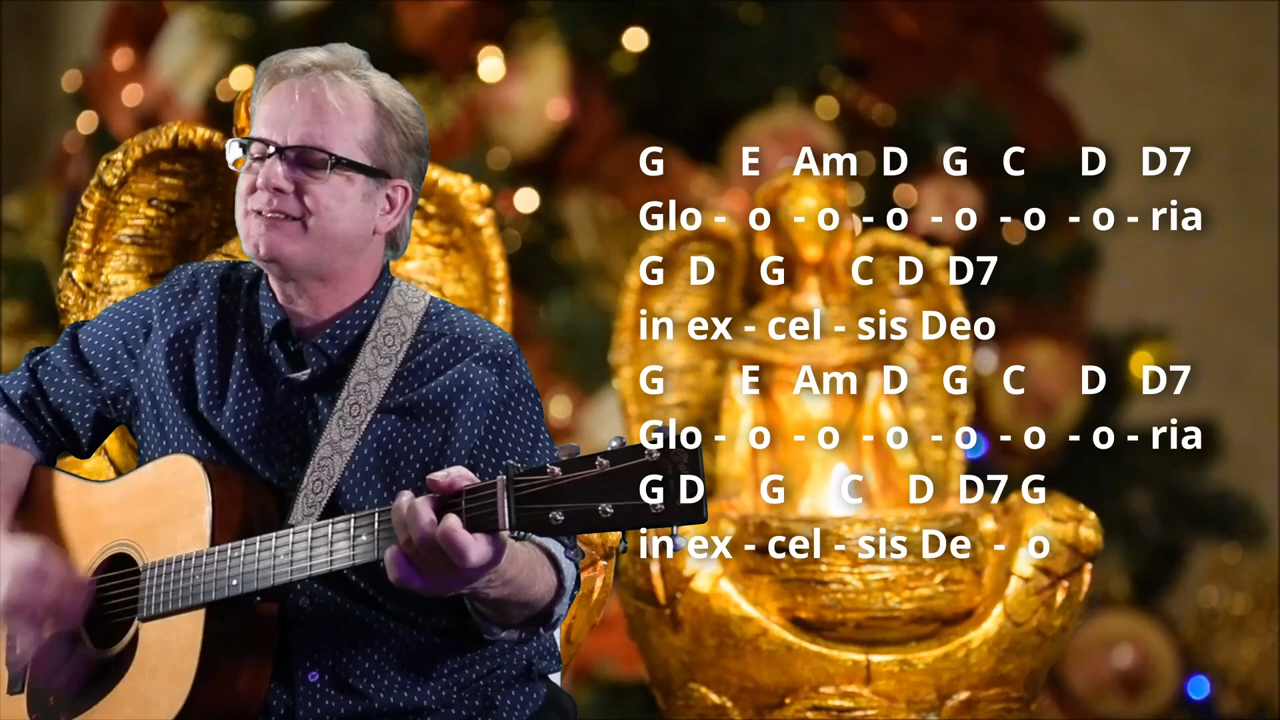 G E Am D G C D D7
Glo - o - o - o - o - o - o - ria
G D G C D D7
in ex - cel - sis Deo
G E Am D G C D D7
Glo - o - o - o - o - o - o - ria
G D G C D D7 G
in ex - cel - sis De - o